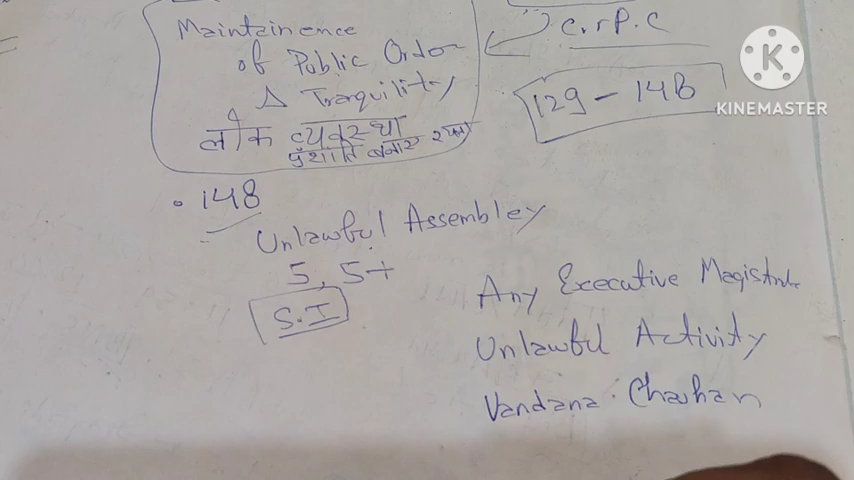 Maintainence
of Public Order
& Tranquility
लोक व्यवस्था
प्रशांति बनाए रखना
C.r.P.C
129 - 148
KINEMASTER
. 148
Unlawful Assembley
5, 5+
S.I
Any Executive Magistrate
Unlawful Activity
Vandana. Chauhan